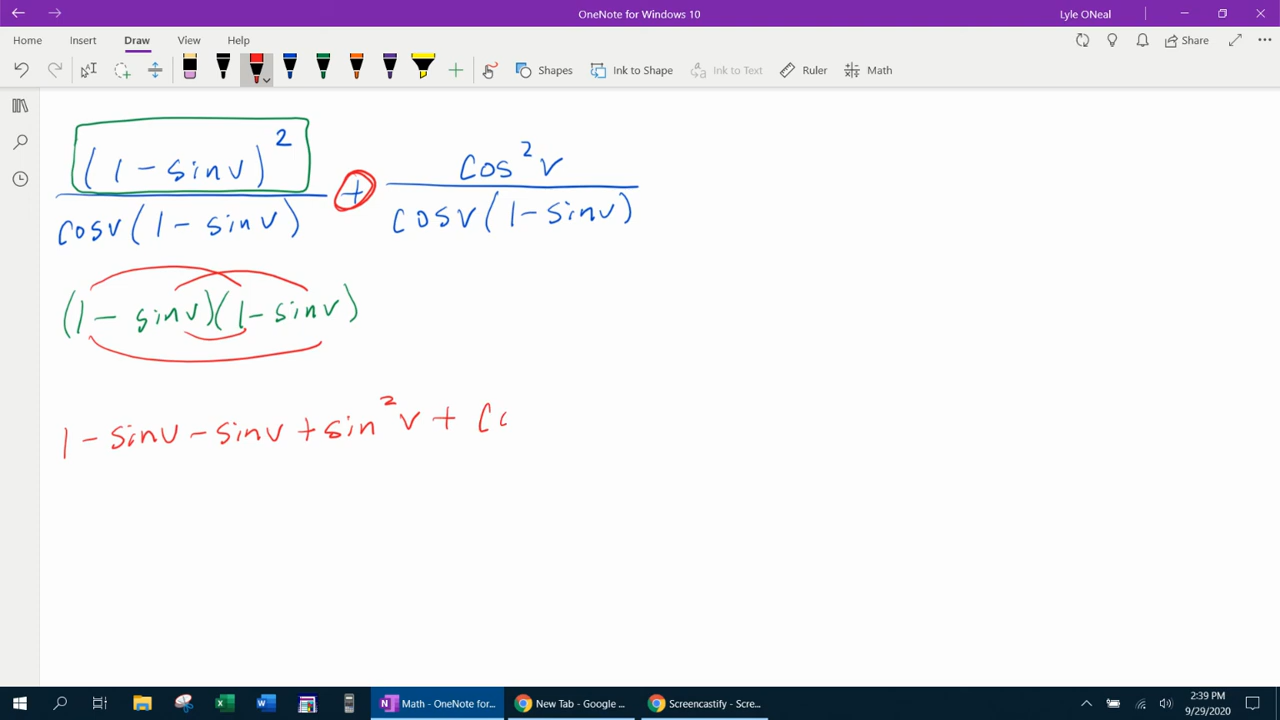 OneNote for Windows 10
Lyle ONeal
Home Insert Draw View Help
Share
Shapes Ink to Shape Ink to Text Ruler Math
(1 - sinv)² / cosv(1 - sinv) + cos²v / cosv(1 - sinv)
(1 - sinv)(1 - sinv)
1 - sinv - sinv + sin²v + Co
Math - OneNote for... New Tab - Google ... Screencastify - Scre...
2:39 PM
9/29/2020